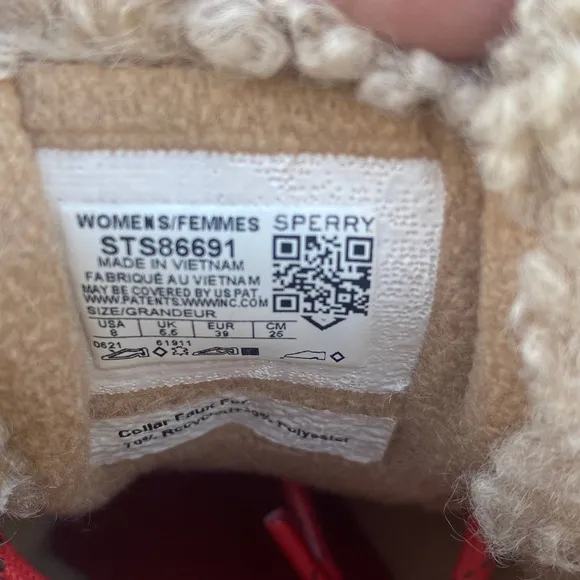 WOMENS/FEMMES SPERRY
STS86691
MADE IN VIETNAM
FABRIQUÉ AU VIETNAM
MAY BE COVERED BY US PAT
WWW.PATENTS.WWWINC.COM
SIZE/GRANDEUR
USA UK EUR CM
8 5.5 39 25
0621 61911
Collar Faux Fur
70% Polyester